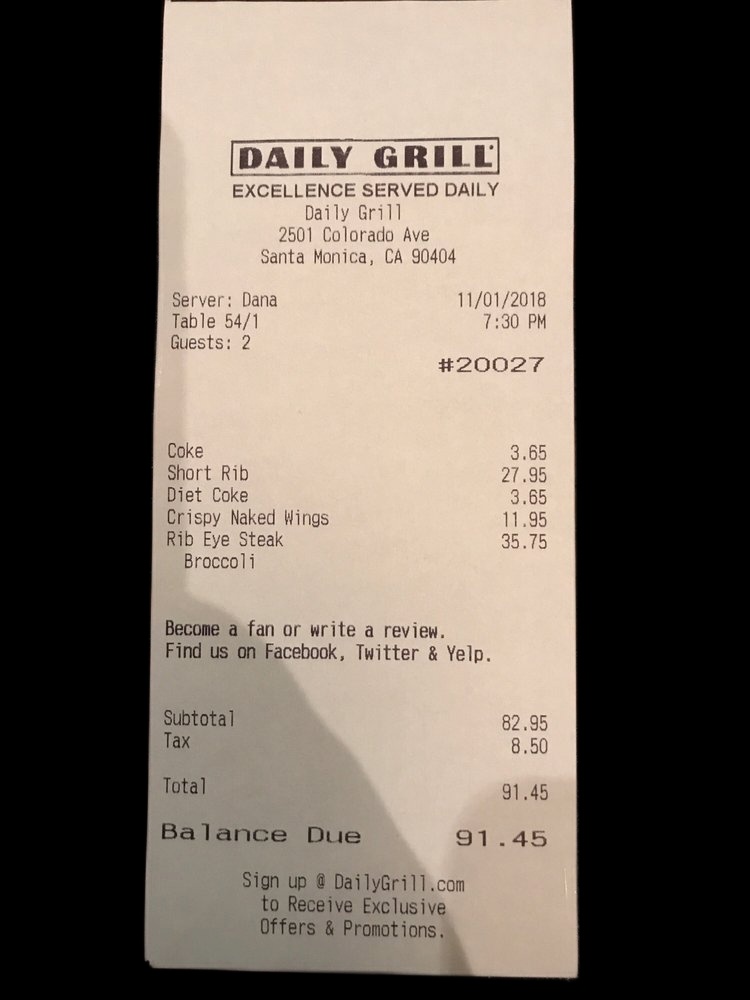 DAILY GRILL
EXCELLENCE SERVED DAILY
Daily Grill
2501 Colorado Ave
Santa Monica, CA 90404
Server: Dana 11/01/2018
Table 54/1 7:30 PM
Guests: 2
#20027
Coke 3.65
Short Rib 27.95
Diet Coke 3.65
Crispy Naked Wings 11.95
Rib Eye Steak 35.75
Broccoli
Become a fan or write a review.
Find us on Facebook, Twitter & Yelp.
Subtotal 82.95
Tax 8.50
Total 91.45
Balance Due 91.45
Sign up @ DailyGrill.com
to Receive Exclusive
Offers & Promotions.